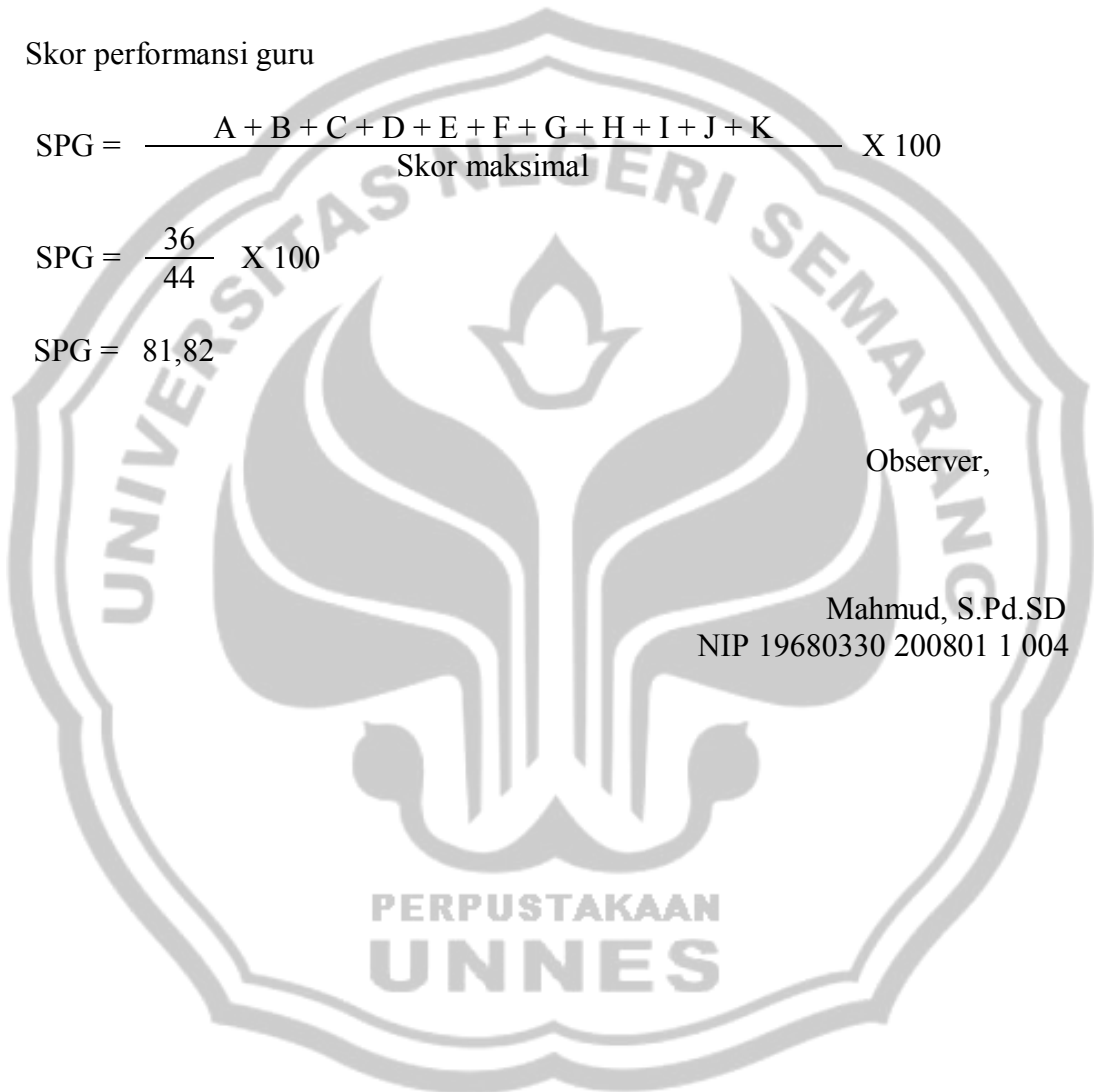 Skor performansi guru
SPG = A + B + C + D + E + F + G + H + I + J + K X 100
Skor maksimal
SPG = 36 X 100
44
SPG = 81,82
Observer,
Mahmud, S.Pd.SD
NIP 19680330 200801 1 004
UNIVERSITAS NEGERI SEMARANG
PERPUSTAKAAN
UNNES